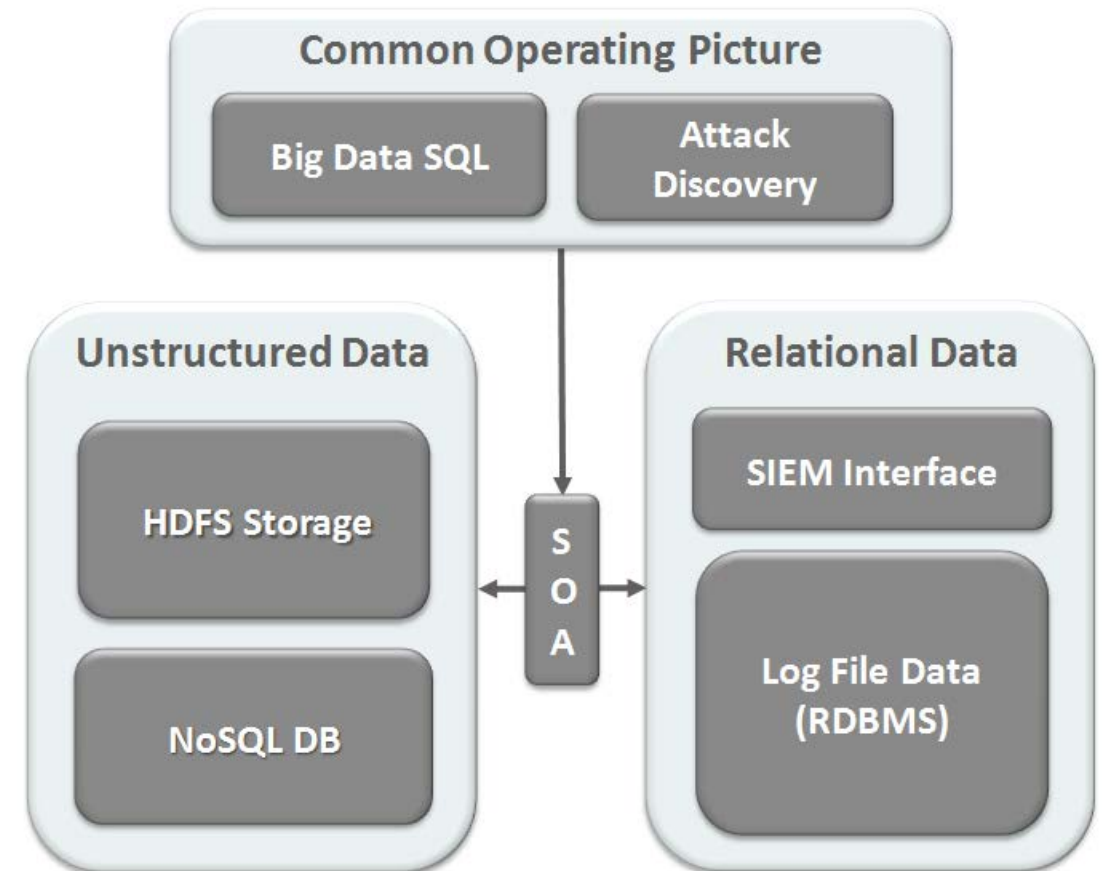 Common Operating Picture
Big Data SQL
Attack
Discovery
Unstructured Data
HDFS Storage
NoSQL DB
S
O
A
Relational Data
SIEM Interface
Log File Data
(RDBMS)